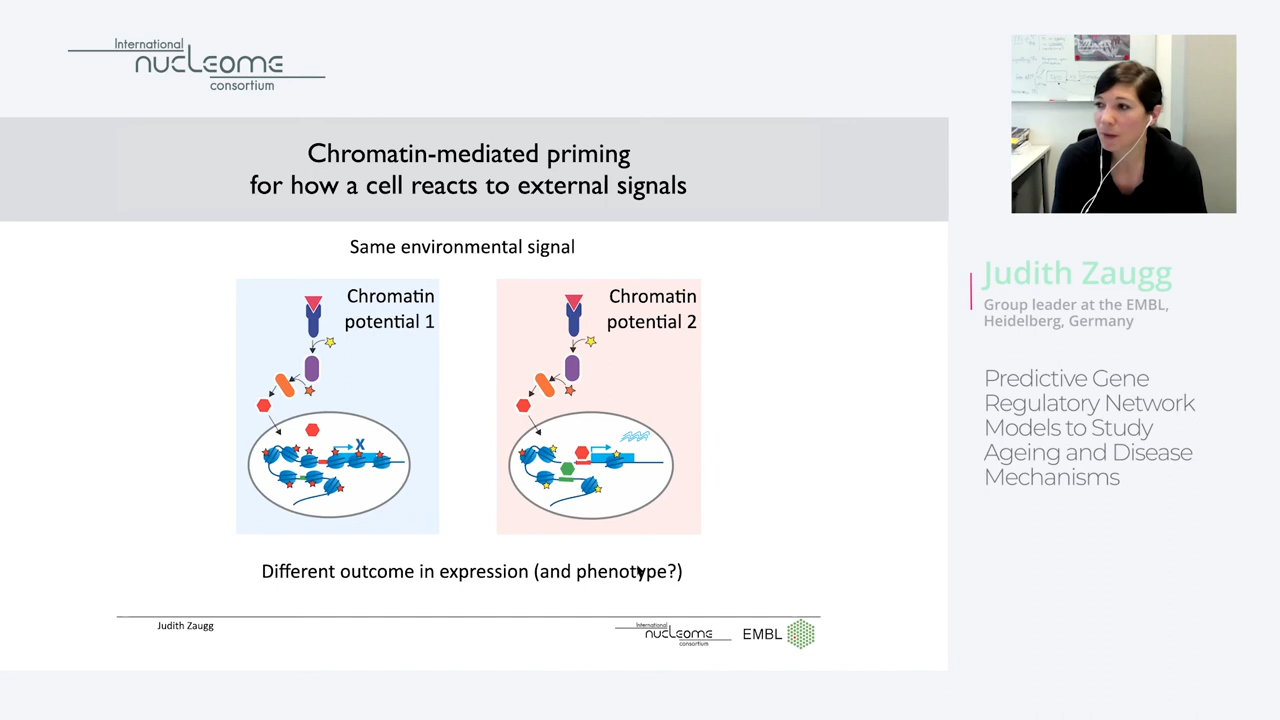 International
nucleome
consortium
Chromatin-mediated priming
for how a cell reacts to external signals
Same environmental signal
Chromatin
potential 1
Chromatin
potential 2
X
Different outcome in expression (and phenotype?)
Judith Zaugg
International
nucleome
consortium
EMBL
Judith Zaugg
Group leader at the EMBL,
Heidelberg, Germany
Predictive Gene
Regulatory Network
Models to Study
Ageing and Disease
Mechanisms